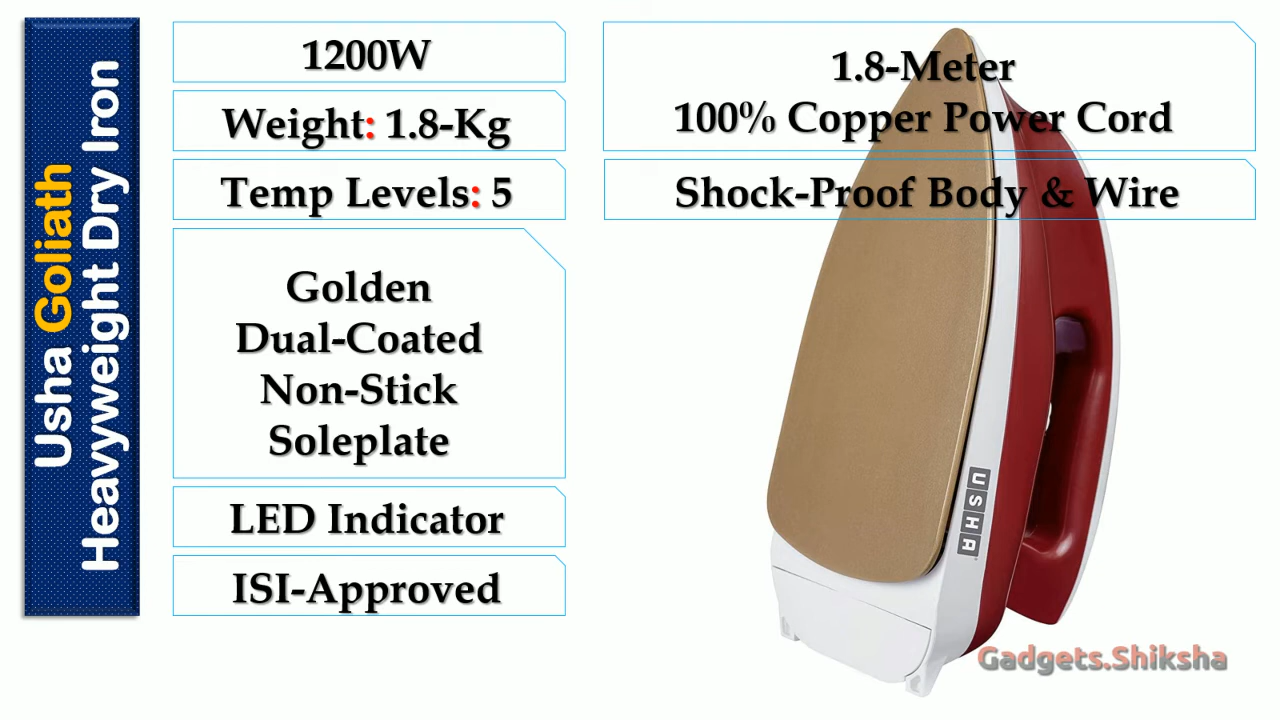 Usha Goliath
Heavyweight Dry Iron
1200W
Weight: 1.8-Kg
Temp Levels: 5
Golden
Dual-Coated
Non-Stick
Soleplate
LED Indicator
ISI-Approved
1.8-Meter
100% Copper Power Cord
Shock-Proof Body & Wire
USHA
Gadgets.Shiksha